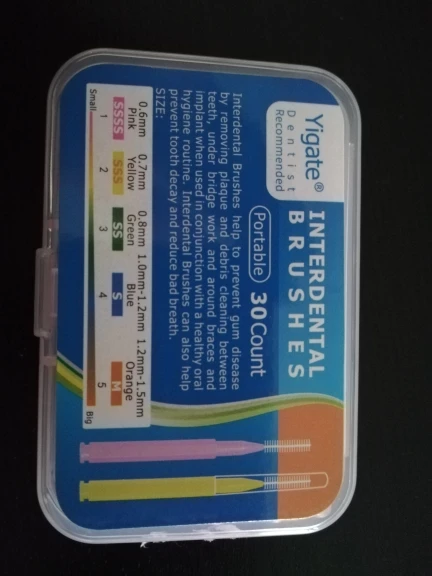 Yigate®
Dentist
Recommended
INTERDENTAL
BRUSHES
Portable 30 Count
Interdental Brushes help to prevent gum disease
by removing plaque and debris cleaning between
teeth, under bridge work and around braces and
implant when used in conjunction with a healthy oral
hygiene routine. Interdental Brushes can also help
prevent tooth decay and reduce bad breath.
SIZE:
0.6mm 0.7mm 0.8mm 1.0mm-1.2mm 1.2mm-1.5mm
Pink Yellow Green Blue Orange
SSSS SSS SS S M
1 2 3 4 5
Small Big